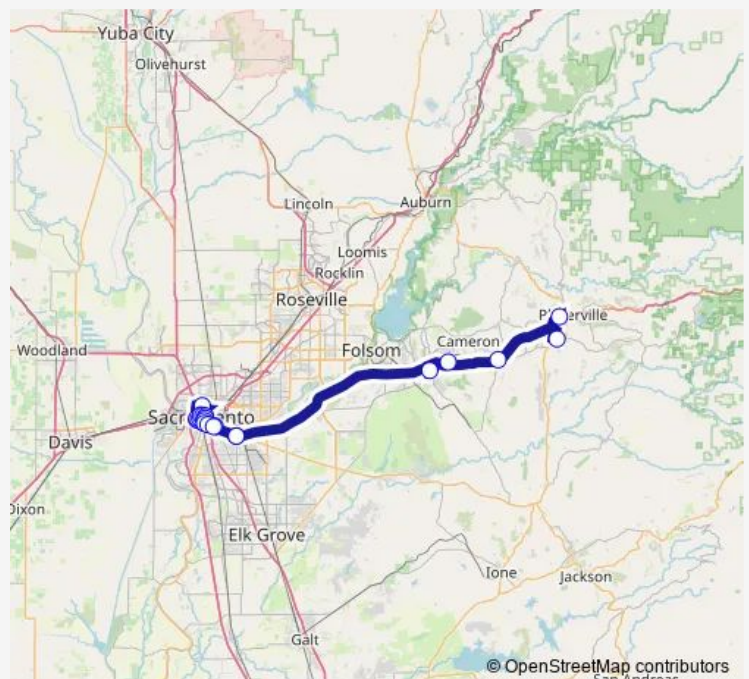 Yuba City
Olivehurst
Lincoln
Auburn
Loomis
Rocklin
Roseville
Woodland
Folsom
Cameron
Davis
Dixon
Elk Grove
Ione
Jackson
Galt
© OpenStreetMap contributors